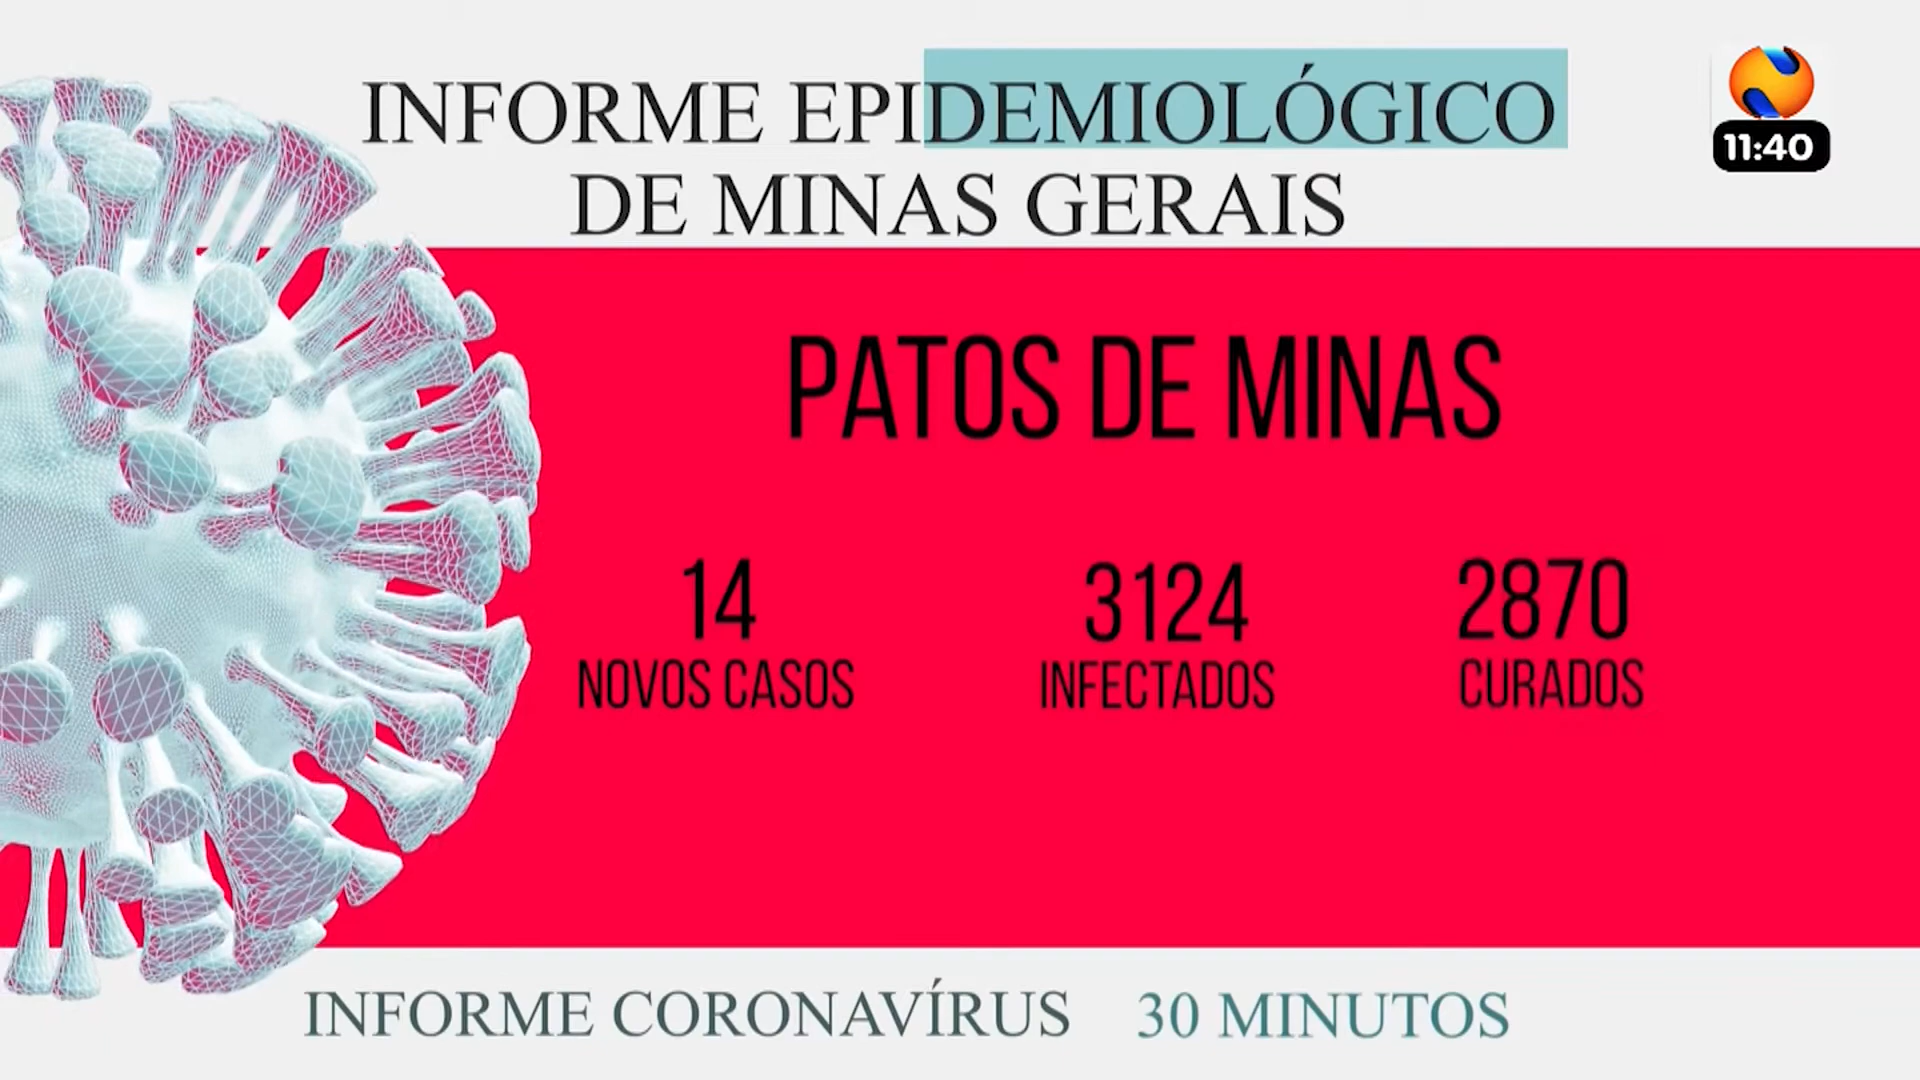 INFORME EPIDEMIOLÓGICO
DE MINAS GERAIS
11:40
PATOS DE MINAS
14
NOVOS CASOS
3124
INFECTADOS
2870
CURADOS
INFORME CORONAVÍRUS 30 MINUTOS